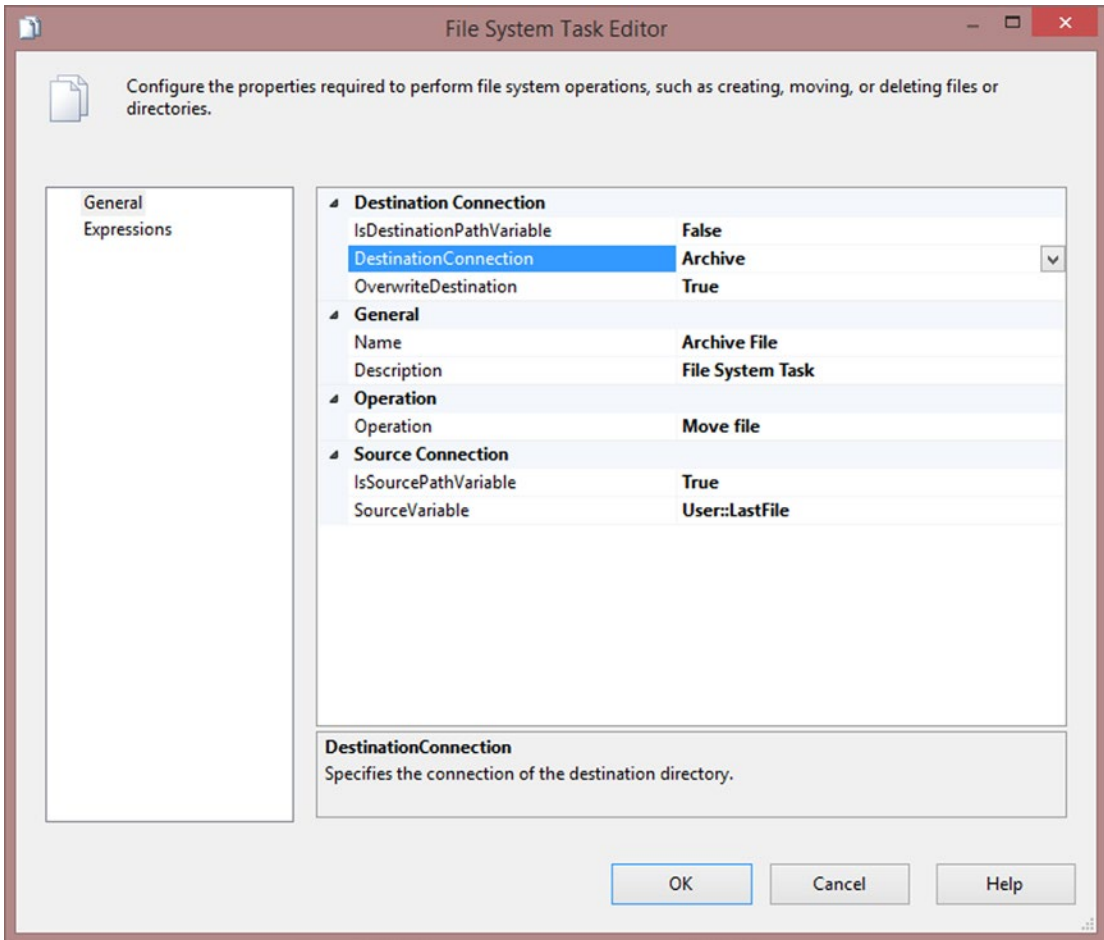 File System Task Editor
Configure the properties required to perform file system operations, such as creating, moving, or deleting files or
directories.
General
Expressions
Destination Connection
IsDestinationPathVariable False
DestinationConnection Archive
OverwriteDestination True
General
Name Archive File
Description File System Task
Operation
Operation Move file
Source Connection
IsSourcePathVariable True
SourceVariable User::LastFile
DestinationConnection
Specifies the connection of the destination directory.
OK Cancel Help